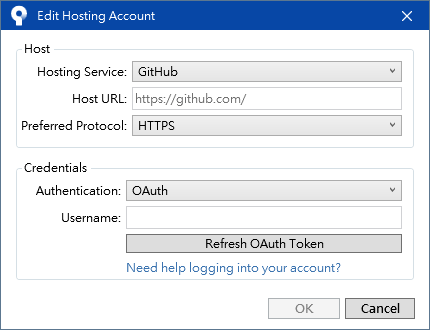 Edit Hosting Account
Host
Hosting Service: GitHub
Host URL: https://github.com/
Preferred Protocol: HTTPS
Credentials
Authentication: OAuth
Username:
Refresh OAuth Token
Need help logging into your account?
OK Cancel